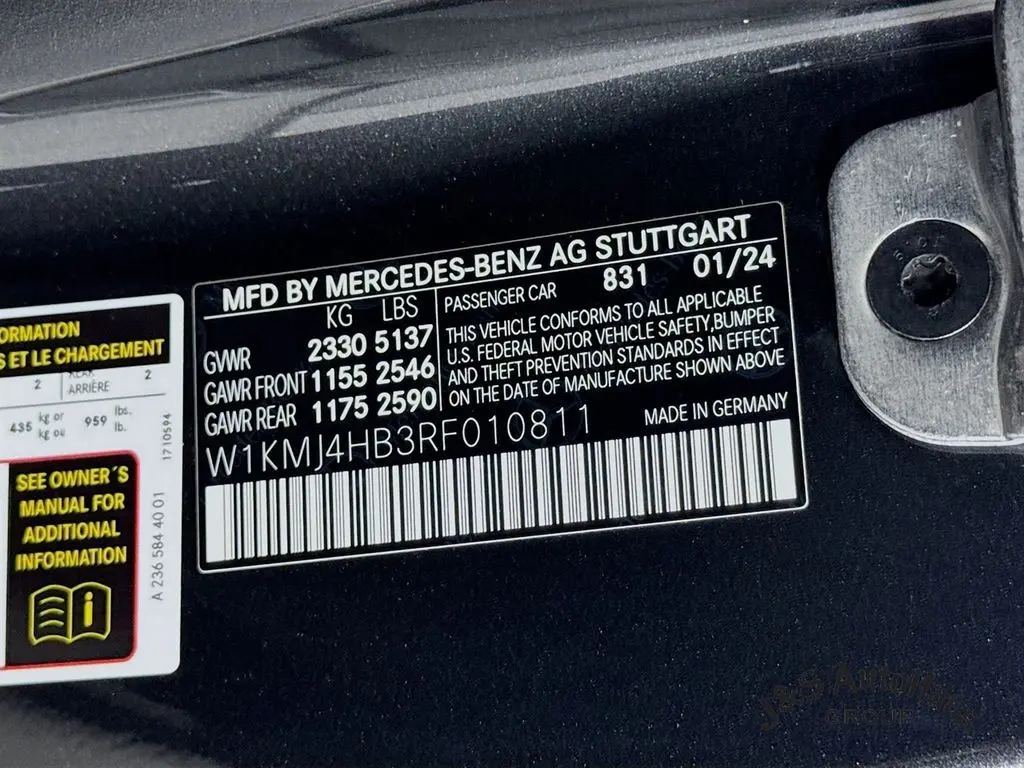 MFD BY MERCEDES-BENZ AG STUTTGART
KG LBS
GVWR 2330 5137
GAWR FRONT 1155 2546
GAWR REAR 1175 2590
PASSENGER CAR 831 01/24
THIS VEHICLE CONFORMS TO ALL APPLICABLE
U.S. FEDERAL MOTOR VEHICLE SAFETY,BUMPER
AND THEFT PREVENTION STANDARDS IN EFFECT
ON THE DATE OF MANUFACTURE SHOWN ABOVE
W1KMJ4HB3RF010811
MADE IN GERMANY
ORMATION
S ET LE CHARGEMENT
2 ARRIÈRE 2
435 kg or 959 lbs.
kg ou lb.
1710594
SEE OWNER´S
MANUAL FOR
ADDITIONAL
INFORMATION
i
A 236 584 40 01
GROUP